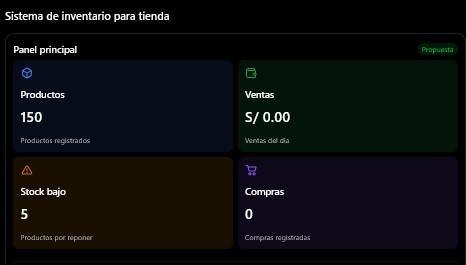 Sistema de inventario para tienda
Panel principal
Propuesta
Productos
150
Productos registrados
Ventas
S/ 0.00
Ventas del día
Stock bajo
5
Productos por reponer
Compras
0
Compras registradas